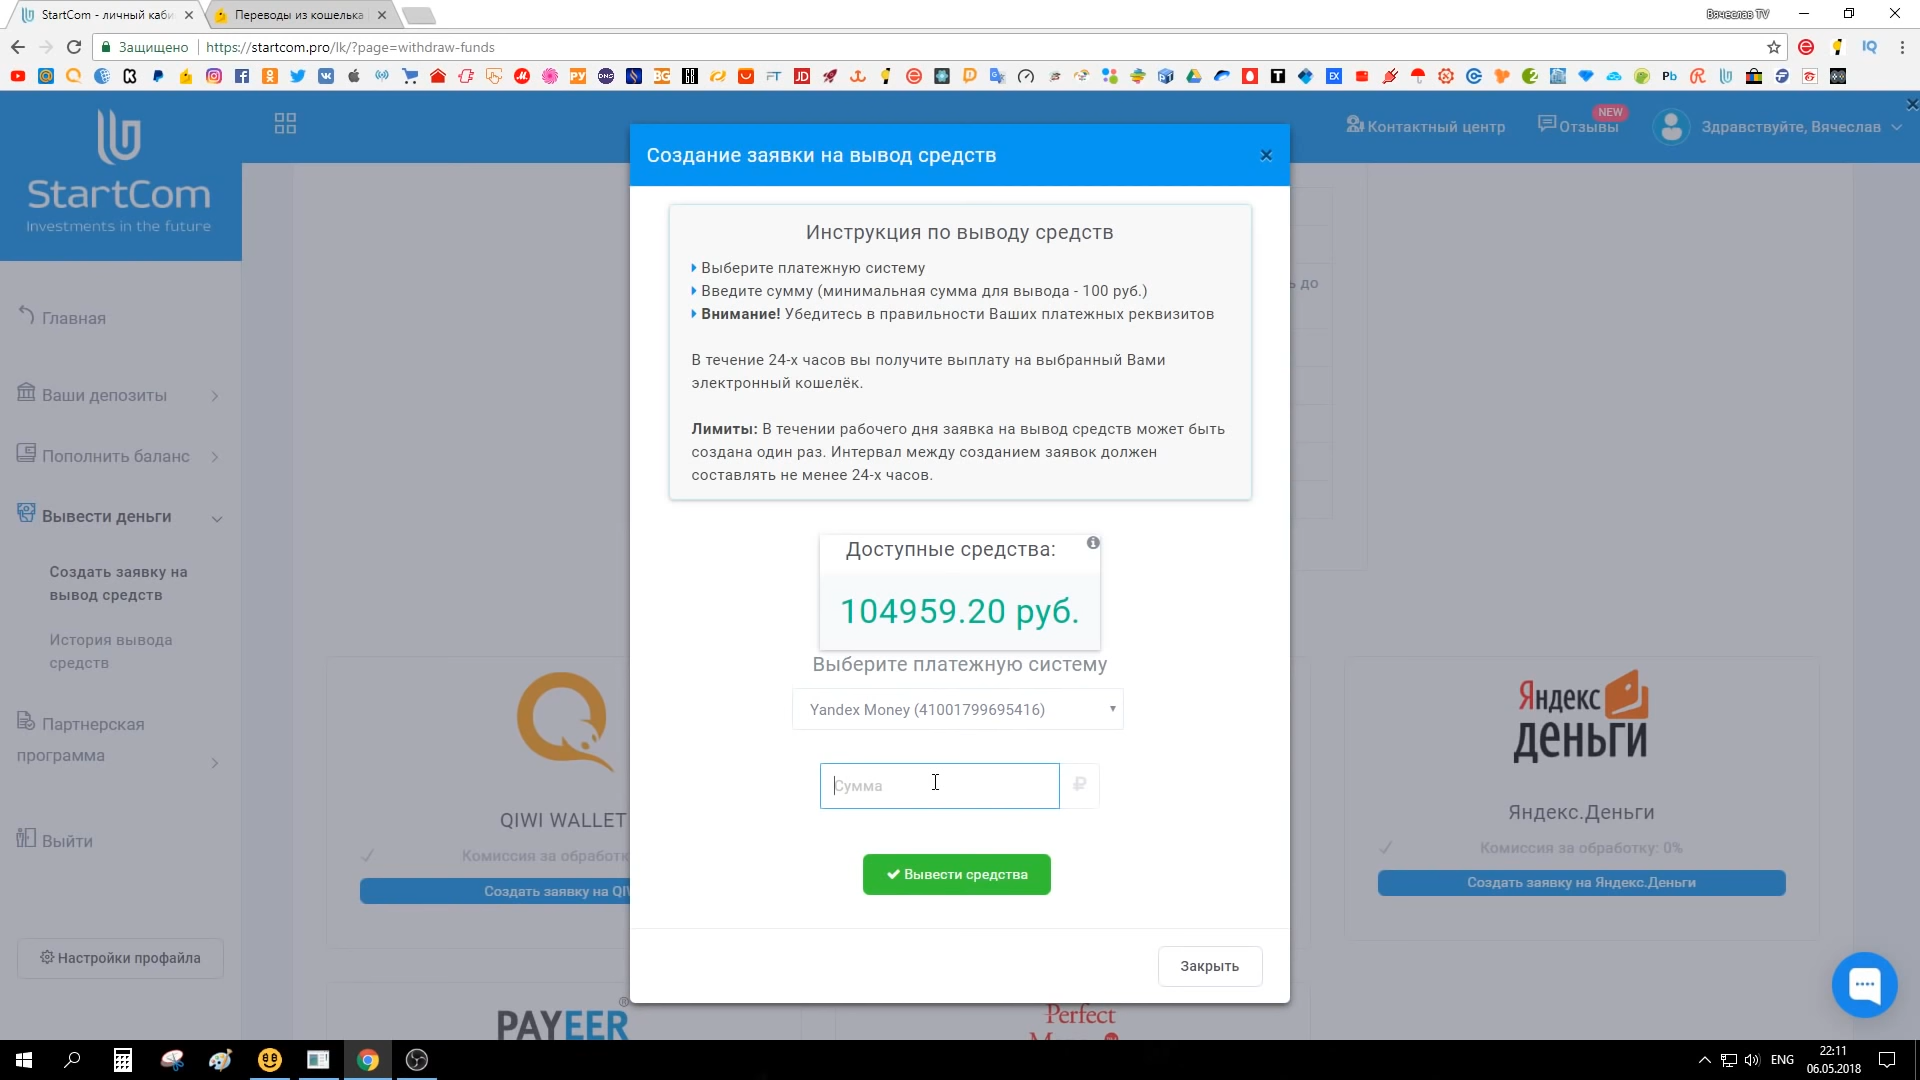 StartCom - личный каби
Переводы из кошелька
Вячеслав TV
Защищено
https://startcom.pro/lk/?page=withdraw-funds
StartCom
Investments in the future
Контактный центр
NEW
Отзывы
Здравствуйте, Вячеслав
Главная
Ваши депозиты
Пополнить баланс
Вывести деньги
Создать заявку на
вывод средств
История вывода
средств
Партнерская
программа
Выйти
Настройки профайла
Создание заявки на вывод средств
Инструкция по выводу средств
Выберите платежную систему
Введите сумму (минимальная сумма для вывода - 100 руб.)
Внимание! Убедитесь в правильности Ваших платежных реквизитов
В течение 24-х часов вы получите выплату на выбранный Вами
электронный кошелёк.
Лимиты: В течении рабочего дня заявка на вывод средств может быть
создана один раз. Интервал между созданием заявок должен
составлять не менее 24-х часов.
ь до
Доступные средства:
104959.20 руб.
Выберите платежную систему
Yandex Money (41001799695416)
Сумма
Вывести средства
Закрыть
QIWI WALLET
Комиссия за обработк
Создать заявку на QI
Яндекс
деньги
Яндекс.Деньги
Комиссия за обработку: 0%
Создать заявку на Яндекс.Деньги
PAYEER
Perfect
ENG
22:11
06.05.2018